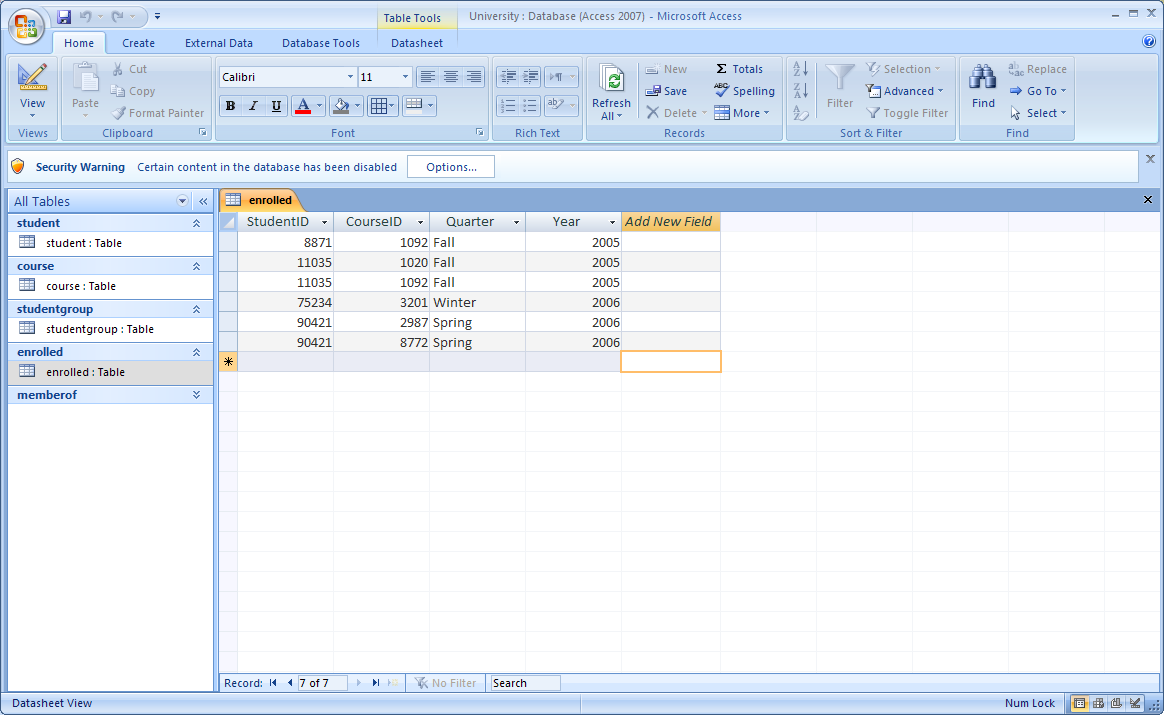 Table Tools University : Database (Access 2007) - Microsoft Access
Home Create External Data Database Tools Datasheet
View Paste Cut Copy Format Painter
Calibri 11
B I U A
Refresh All New Save Delete Σ Totals ABC Spelling More
A Z Z A Filter Selection Advanced Toggle Filter
Find ab ac Replace Go To Select
Views Clipboard Font Rich Text Records Sort & Filter Find
Security Warning Certain content in the database has been disabled Options...
All Tables «
student
student : Table
course
course : Table
studentgroup
studentgroup : Table
enrolled
enrolled : Table
memberof
enrolled
StudentID CourseID Quarter Year Add New Field
8871 1092 Fall 2005
11035 1020 Fall 2005
11035 1092 Fall 2005
75234 3201 Winter 2006
90421 2987 Spring 2006
90421 8772 Spring 2006
*
Record: 7 of 7 No Filter Search
Datasheet View Num Lock